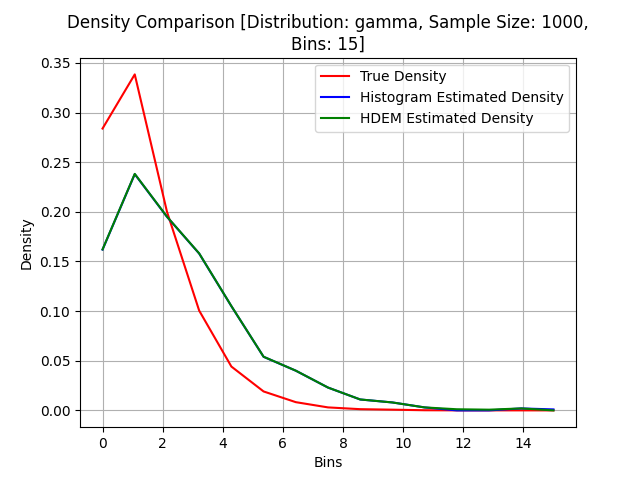 Density Comparison [Distribution: gamma, Sample Size: 1000,
Bins: 15]
True Density
Histogram Estimated Density
HDEM Estimated Density
Density
0.35
0.30
0.25
0.20
0.15
0.10
0.05
0.00
0 2 4 6 8 10 12 14
Bins